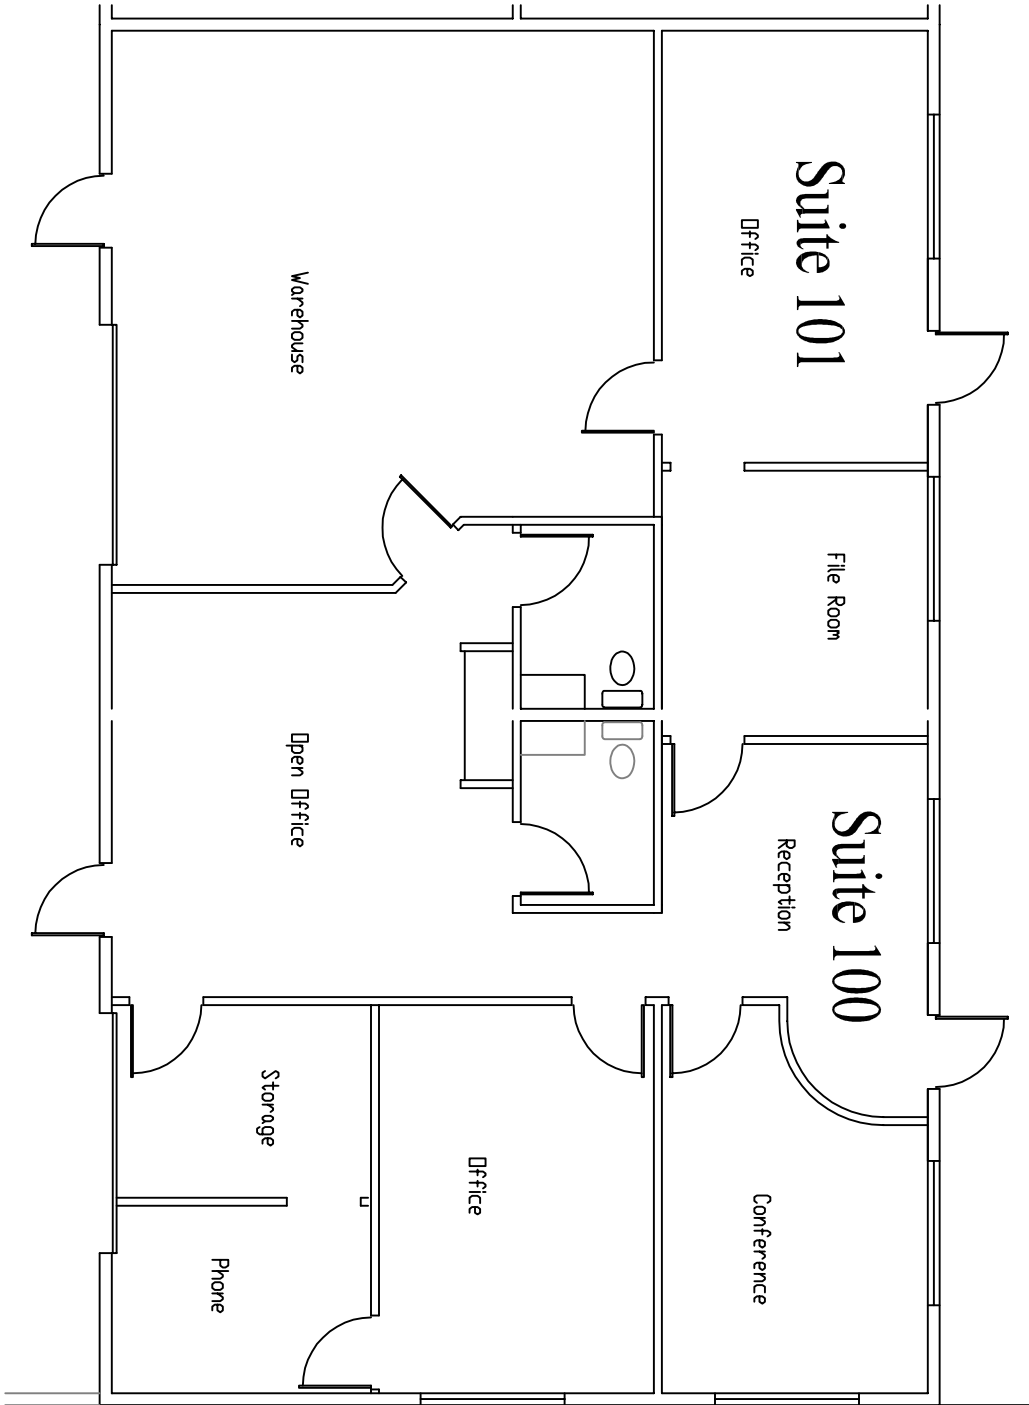 Suite 101
Office
Warehouse
File Room
Open Office
Suite 100
Reception
Storage
Office
Conference
Phone